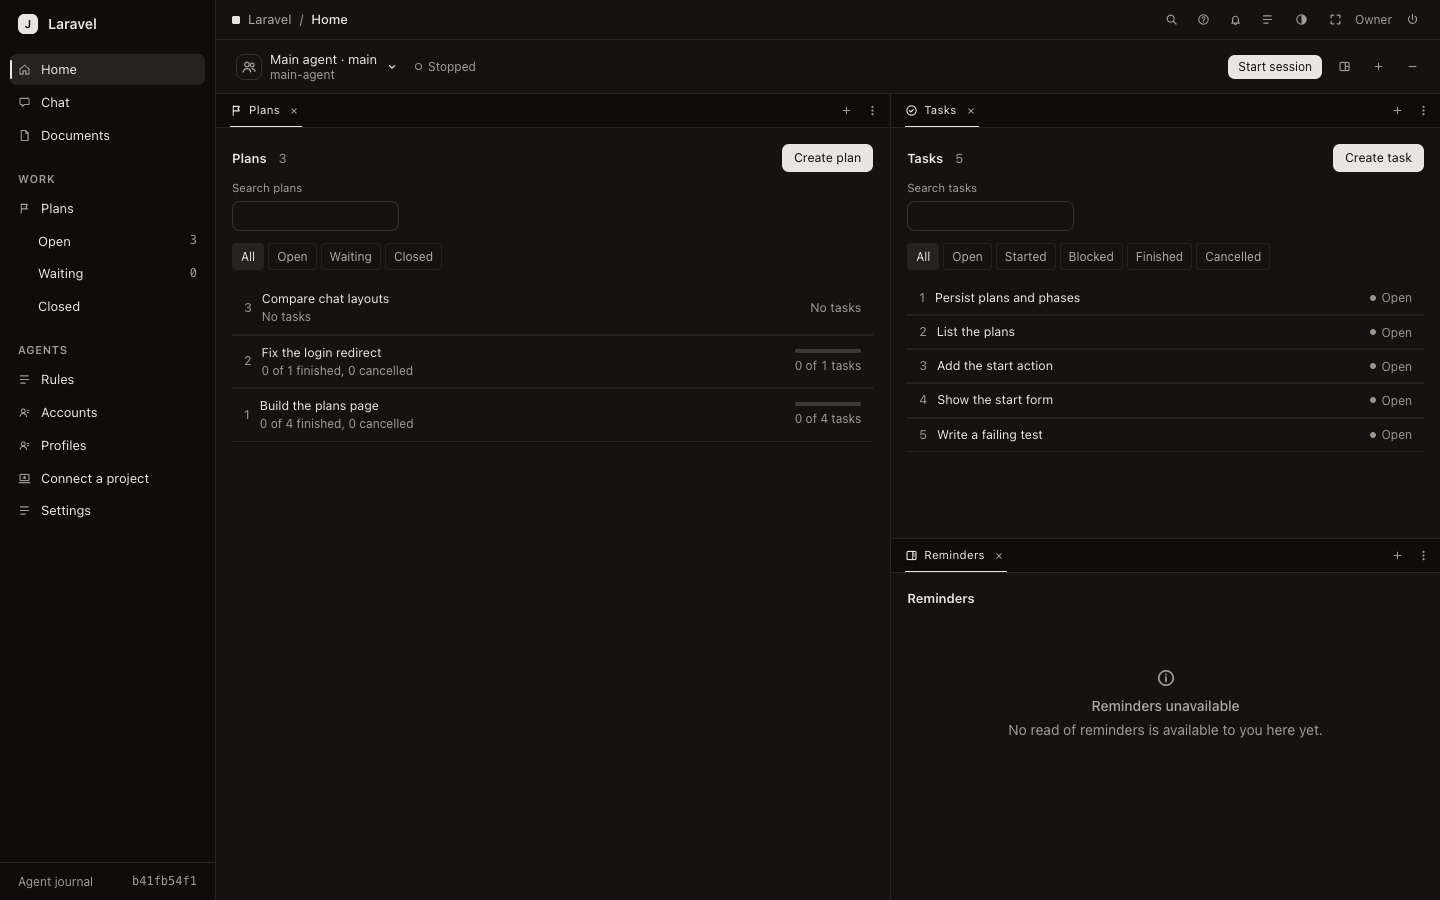 J Laravel
Home
Chat
Documents
WORK
Plans
Open 3
Waiting 0
Closed
AGENTS
Rules
Accounts
Profiles
Connect a project
Settings
Agent journal b41fb54f1
Laravel / Home
Owner
Main agent · main
main-agent
Stopped
Start session
Plans ×
Plans 3
Create plan
Search plans
All Open Waiting Closed
3 Compare chat layouts
No tasks
No tasks
2 Fix the login redirect
0 of 1 finished, 0 cancelled
0 of 1 tasks
1 Build the plans page
0 of 4 finished, 0 cancelled
0 of 4 tasks
Tasks ×
Tasks 5
Create task
Search tasks
All Open Started Blocked Finished Cancelled
1 Persist plans and phases Open
2 List the plans Open
3 Add the start action Open
4 Show the start form Open
5 Write a failing test Open
Reminders ×
Reminders
Reminders unavailable
No read of reminders is available to you here yet.